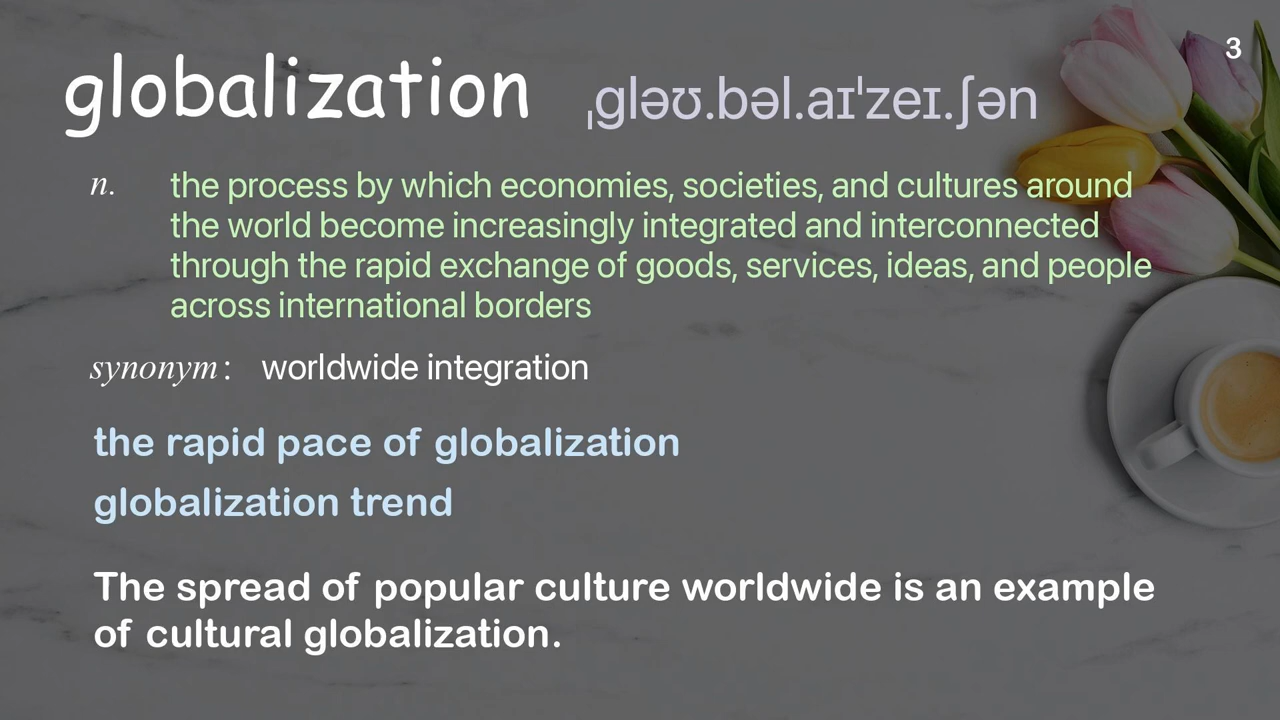 3
globalization ˌɡləʊ.bəl.aɪˈzeɪ.ʃən
n. the process by which economies, societies, and cultures around
the world become increasingly integrated and interconnected
through the rapid exchange of goods, services, ideas, and people
across international borders
synonym: worldwide integration
the rapid pace of globalization
globalization trend
The spread of popular culture worldwide is an example
of cultural globalization.